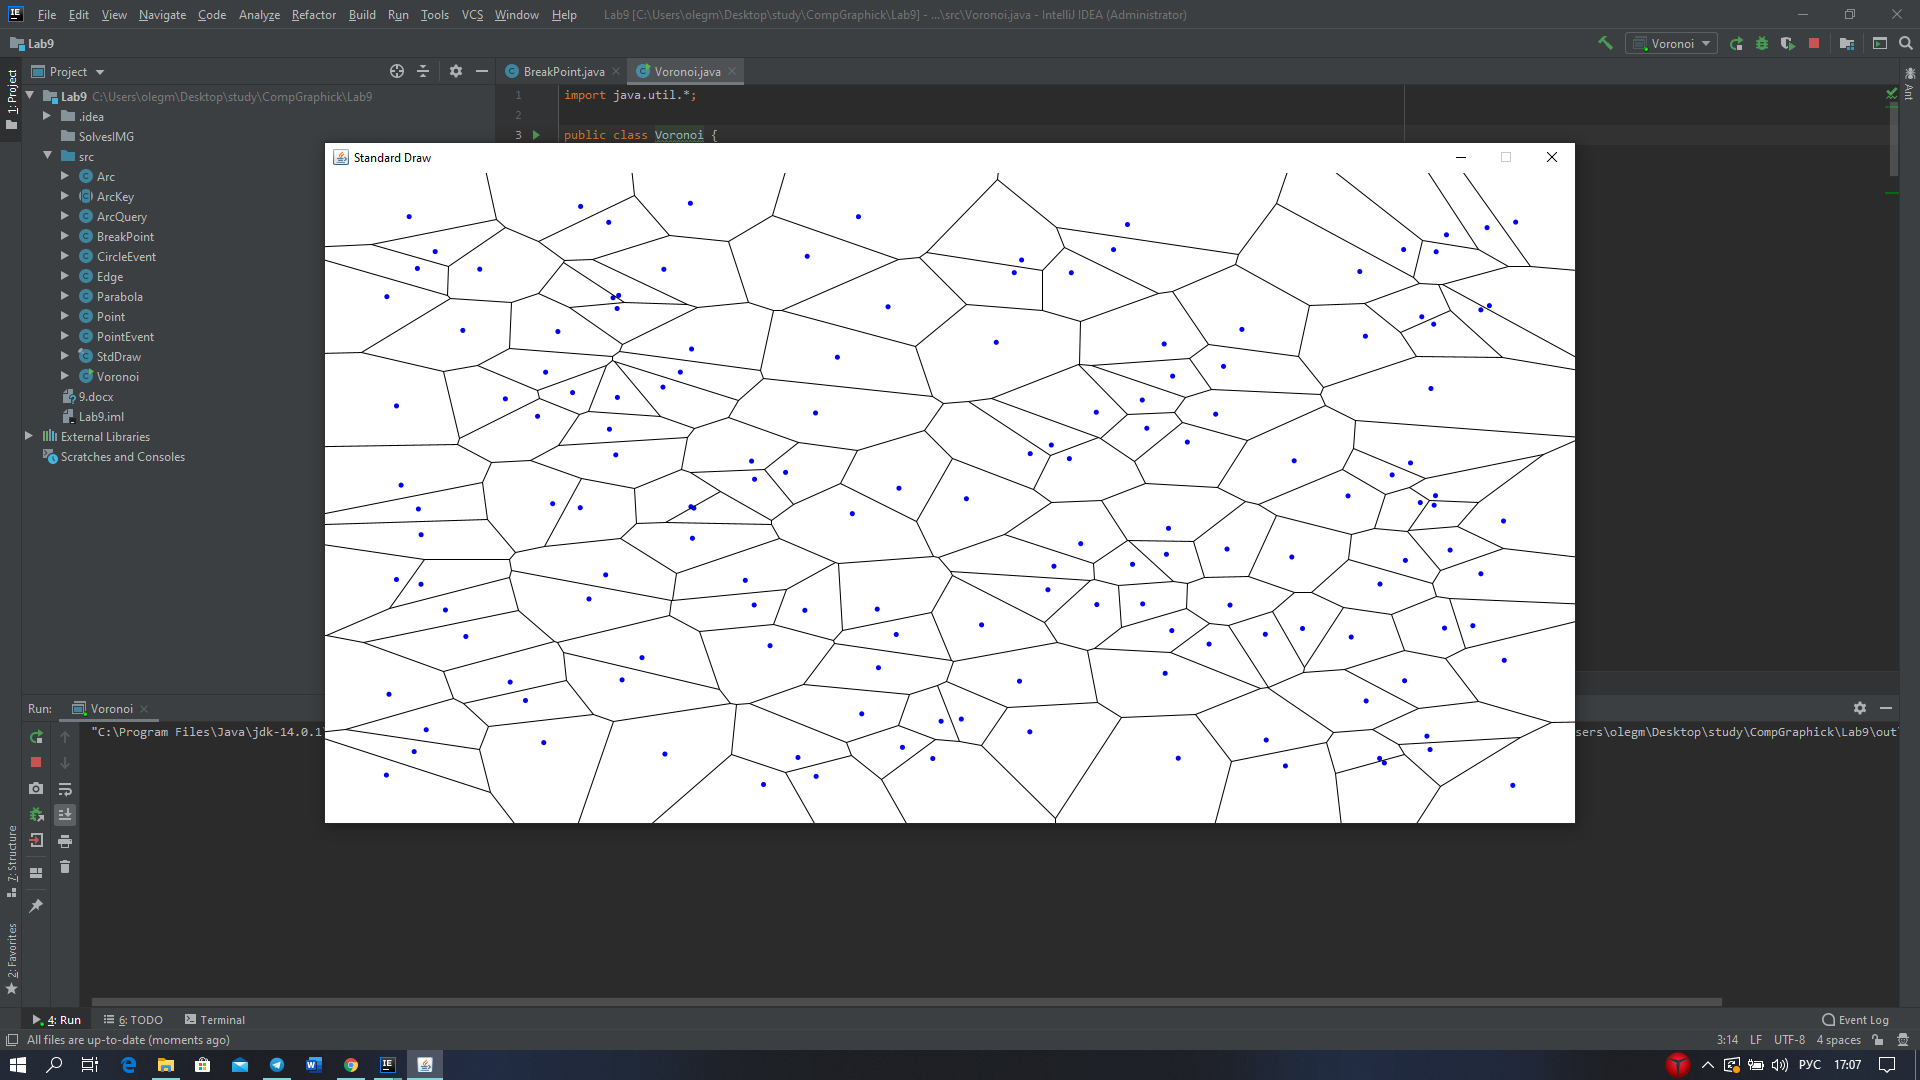 File Edit View Navigate Code Analyze Refactor Build Run Tools VCS Window Help Lab9 [C:\Users\olegm\Desktop\study\CompGraphick\Lab9] - ...\src\Voronoi.java - IntelliJ IDEA (Administrator)
Lab9 Voronoi
Project BreakPoint.java Voronoi.java
1: Project
Ant
Lab9 C:\Users\olegm\Desktop\study\CompGraphick\Lab9
.idea
SolvesIMG
src
Arc
ArcKey
ArcQuery
BreakPoint
CircleEvent
Edge
Parabola
Point
PointEvent
StdDraw
Voronoi
9.docx
Lab9.iml
External Libraries
Scratches and Consoles
1 import java.util.*;
2
3 public class Voronoi {
Standard Draw
Run: Voronoi
"C:\Program Files\Java\jdk-14.0.1 sers\olegm\Desktop\study\CompGraphick\Lab9\out
7: Structure
2: Favorites
4: Run 6: TODO Terminal Event Log
All files are up-to-date (moments ago) 3:14 LF UTF-8 4 spaces
РУС 17:07